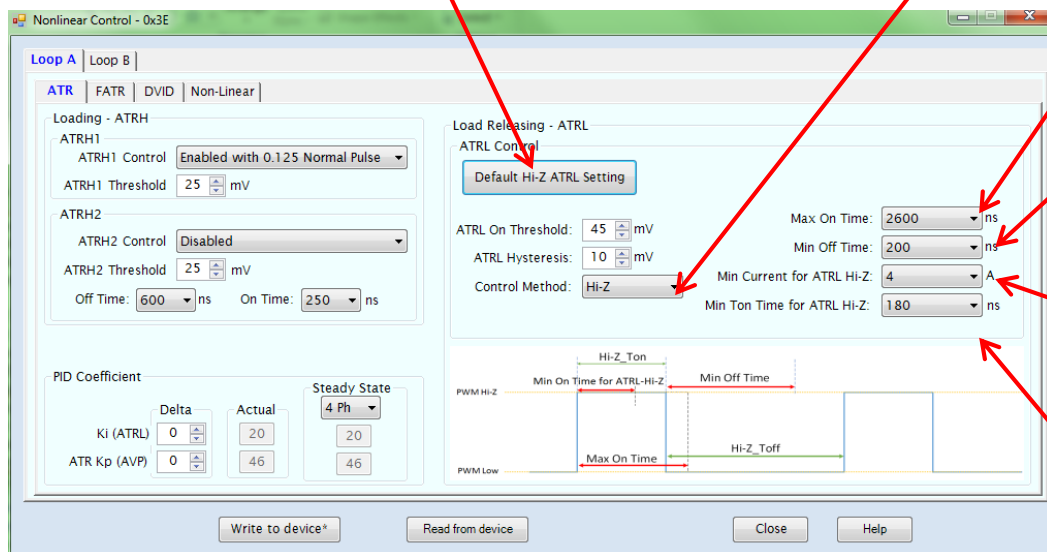 Nonlinear Control - 0x3E
Loop A Loop B
ATR FATR DVID Non-Linear
Loading - ATRH
ATRH1
ATRH1 Control Enabled with 0.125 Normal Pulse
ATRH1 Threshold 25 mV
ATRH2
ATRH2 Control Disabled
ATRH2 Threshold 25 mV
Off Time: 600 ns On Time: 250 ns
PID Coefficient
Delta Actual Steady State
4 Ph
Ki (ATRL) 0 20 20
ATR Kp (AVP) 0 46 46
Load Releasing - ATRL
ATRL Control
Default Hi-Z ATRL Setting
ATRL On Threshold: 45 mV
ATRL Hysteresis: 10 mV
Control Method: Hi-Z
Max On Time: 2600 ns
Min Off Time: 200 ns
Min Current for ATRL Hi-Z: 4 A
Min Ton Time for ATRL Hi-Z: 180 ns
Hi-Z_Ton
Min On Time for ATRL-Hi-Z Min Off Time
PWM Hi-Z
Hi-Z_Toff
Max On Time
PWM Low
Write to device* Read from device Close Help